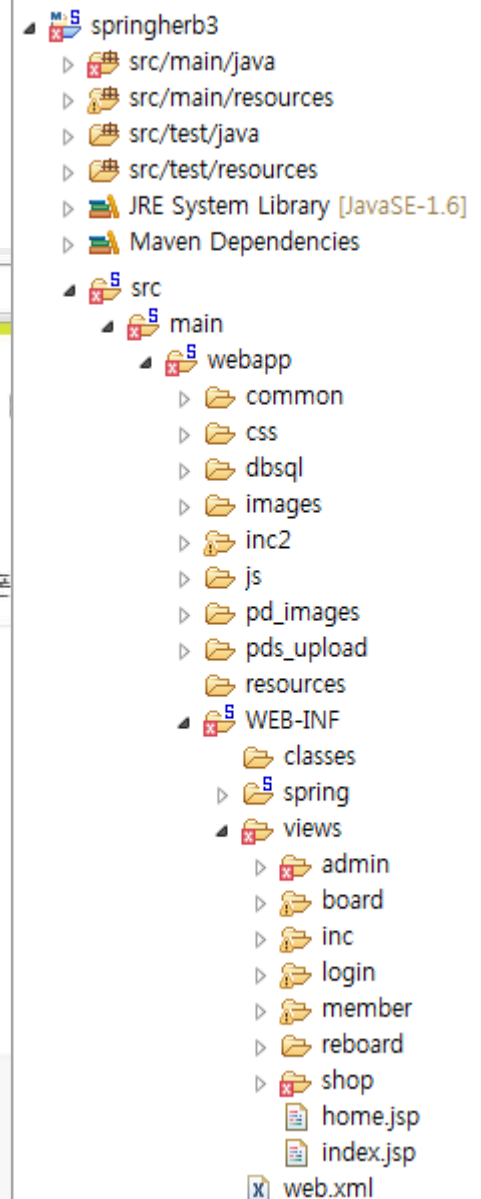 springherb3
src/main/java
src/main/resources
src/test/java
src/test/resources
JRE System Library [JavaSE-1.6]
Maven Dependencies
src
main
webapp
common
css
dbsql
images
inc2
js
pd_images
pds_upload
resources
WEB-INF
classes
spring
views
admin
board
inc
login
member
reboard
shop
home.jsp
index.jsp
web.xml